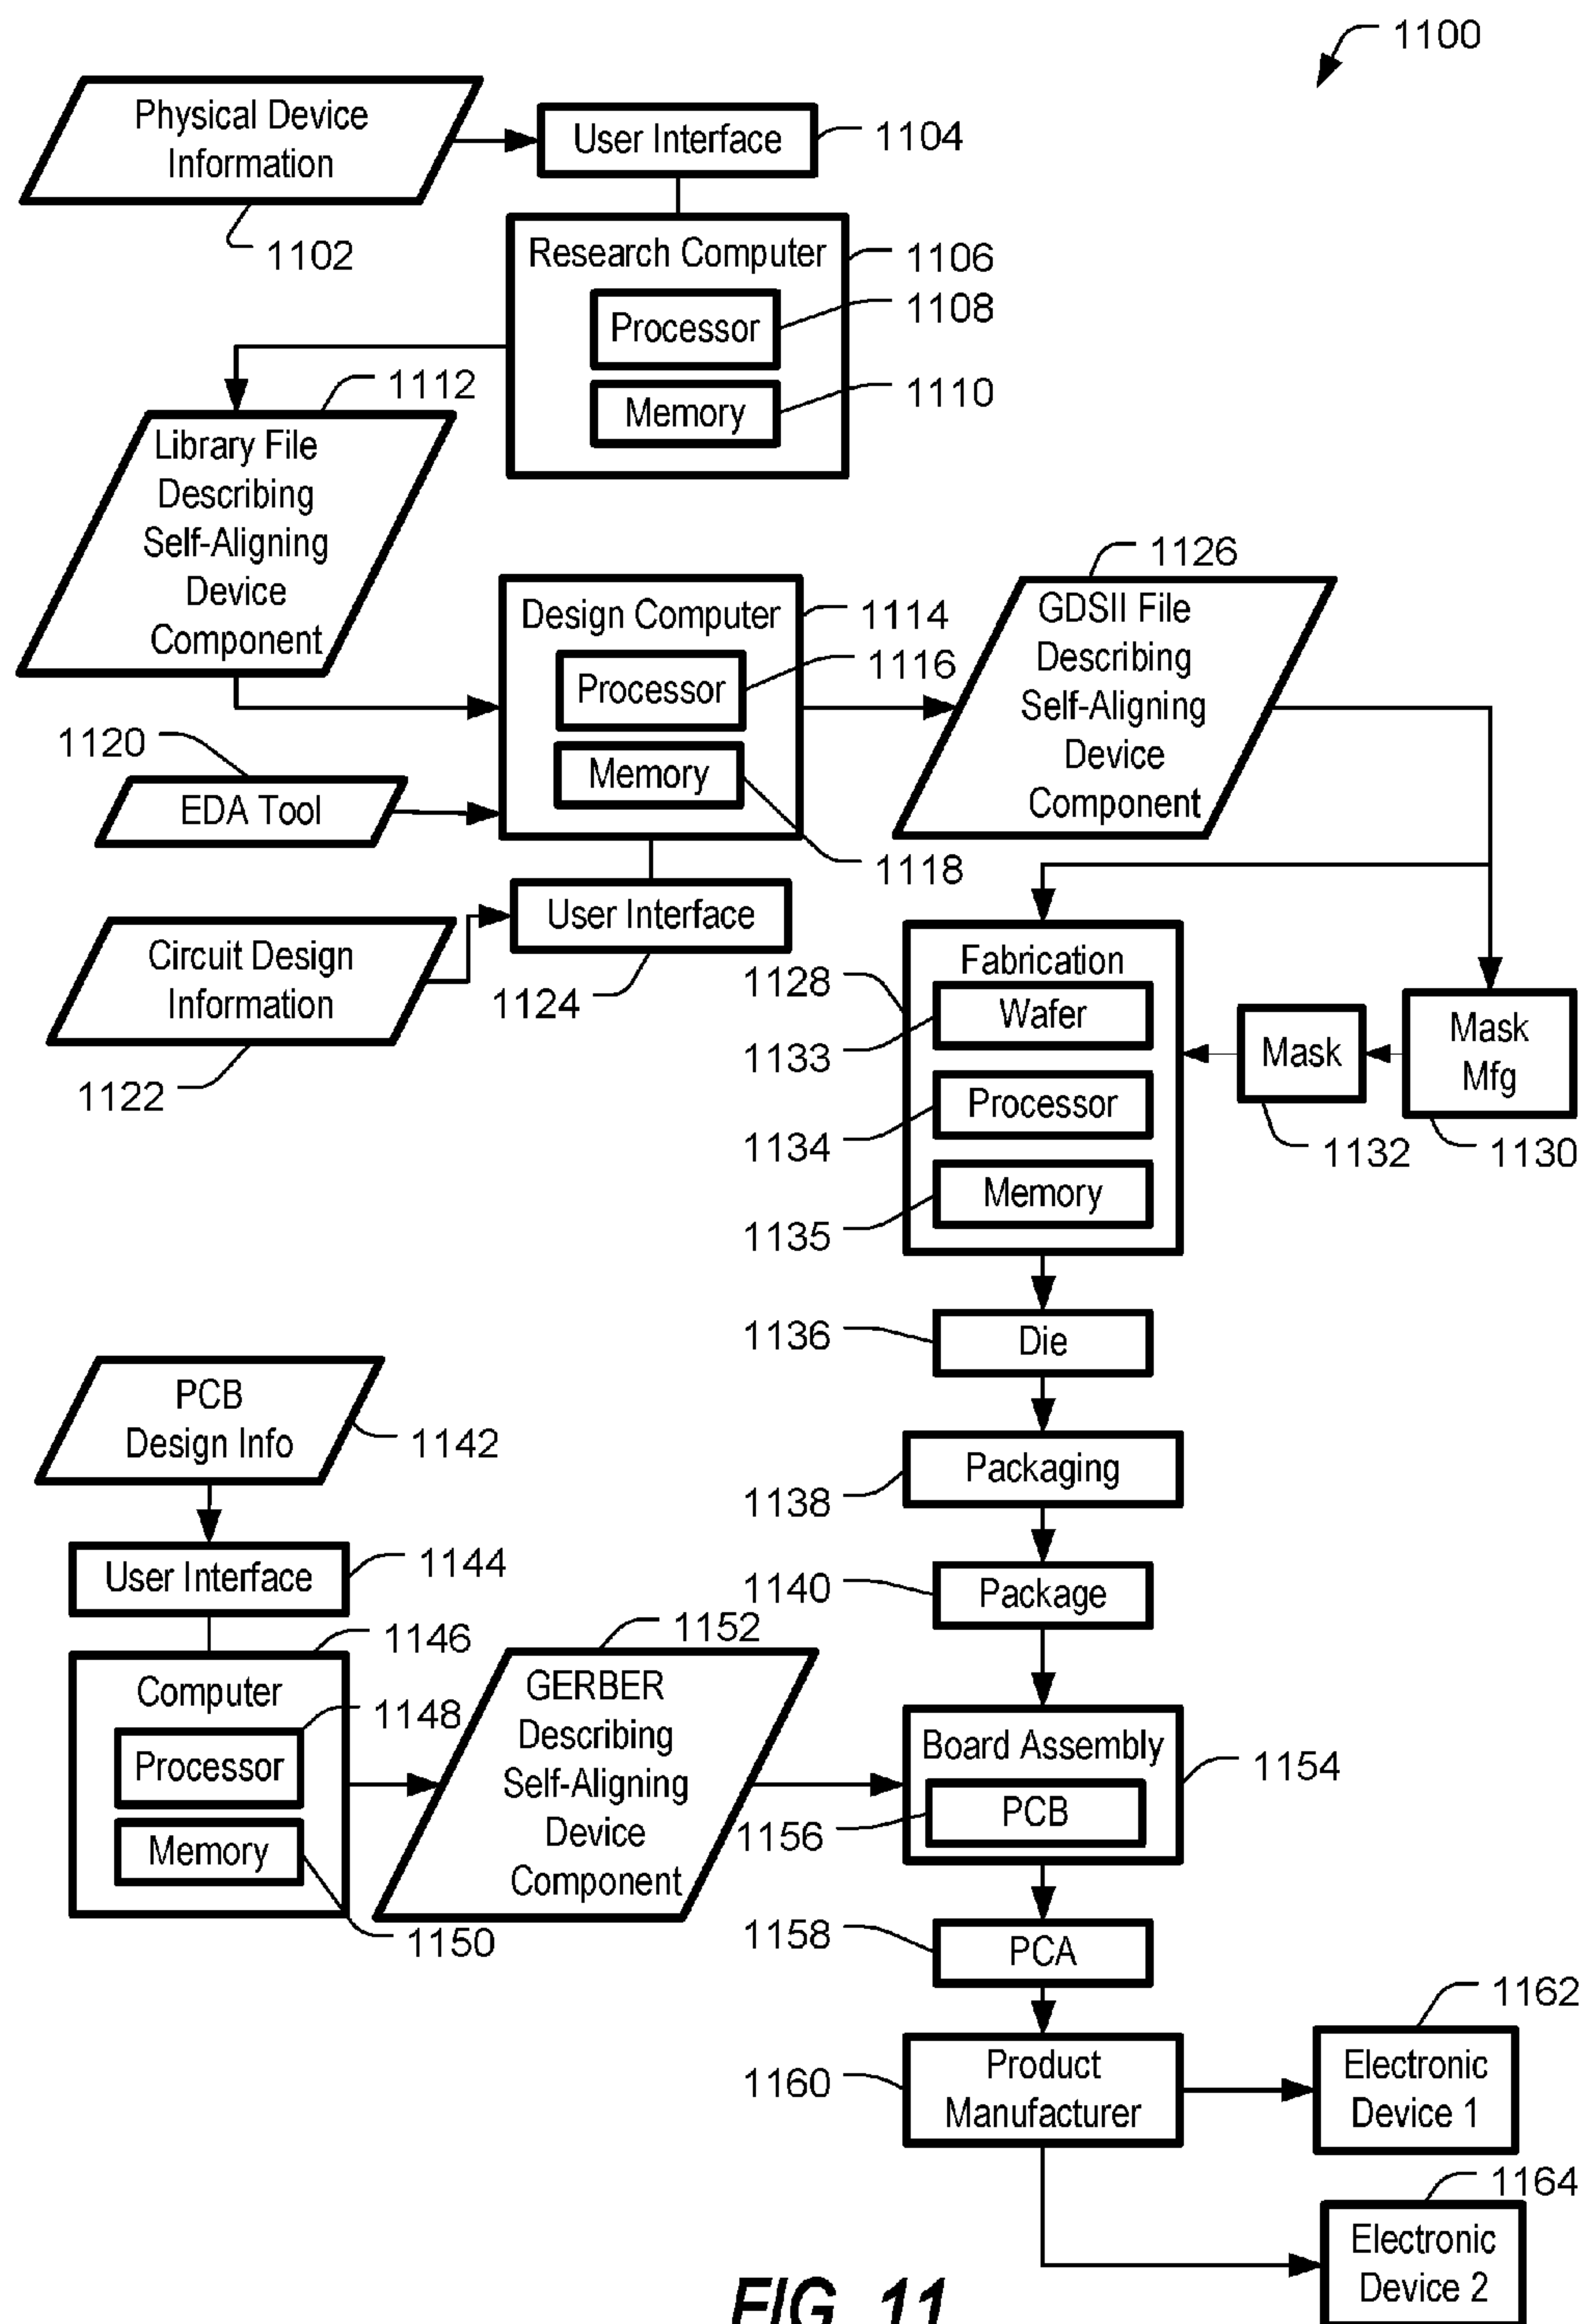 1100
Physical Device
Information
1102
User Interface
1104
Research Computer
1106
Processor
1108
Memory
1110
1112
Library File
Describing
Self-Aligning
Device
Component
Design Computer
1114
Processor
1116
Memory
1118
1120
EDA Tool
Circuit Design
Information
1122
User Interface
1124
1126
GDSII File
Describing
Self-Aligning
Device
Component
Fabrication
1128
Wafer
1133
Processor
1134
Memory
1135
Mask
1132
Mask
Mfg
1130
1136
Die
1138
Packaging
1140
Package
PCB
Design Info
1142
User Interface
1144
1146
Computer
1148
Processor
Memory
1150
1152
GERBER
Describing
Self-Aligning
Device
Component
Board Assembly
1154
PCB
1156
1158
PCA
1160
Product
Manufacturer
1162
Electronic
Device 1
1164
Electronic
Device 2
FIG. 11